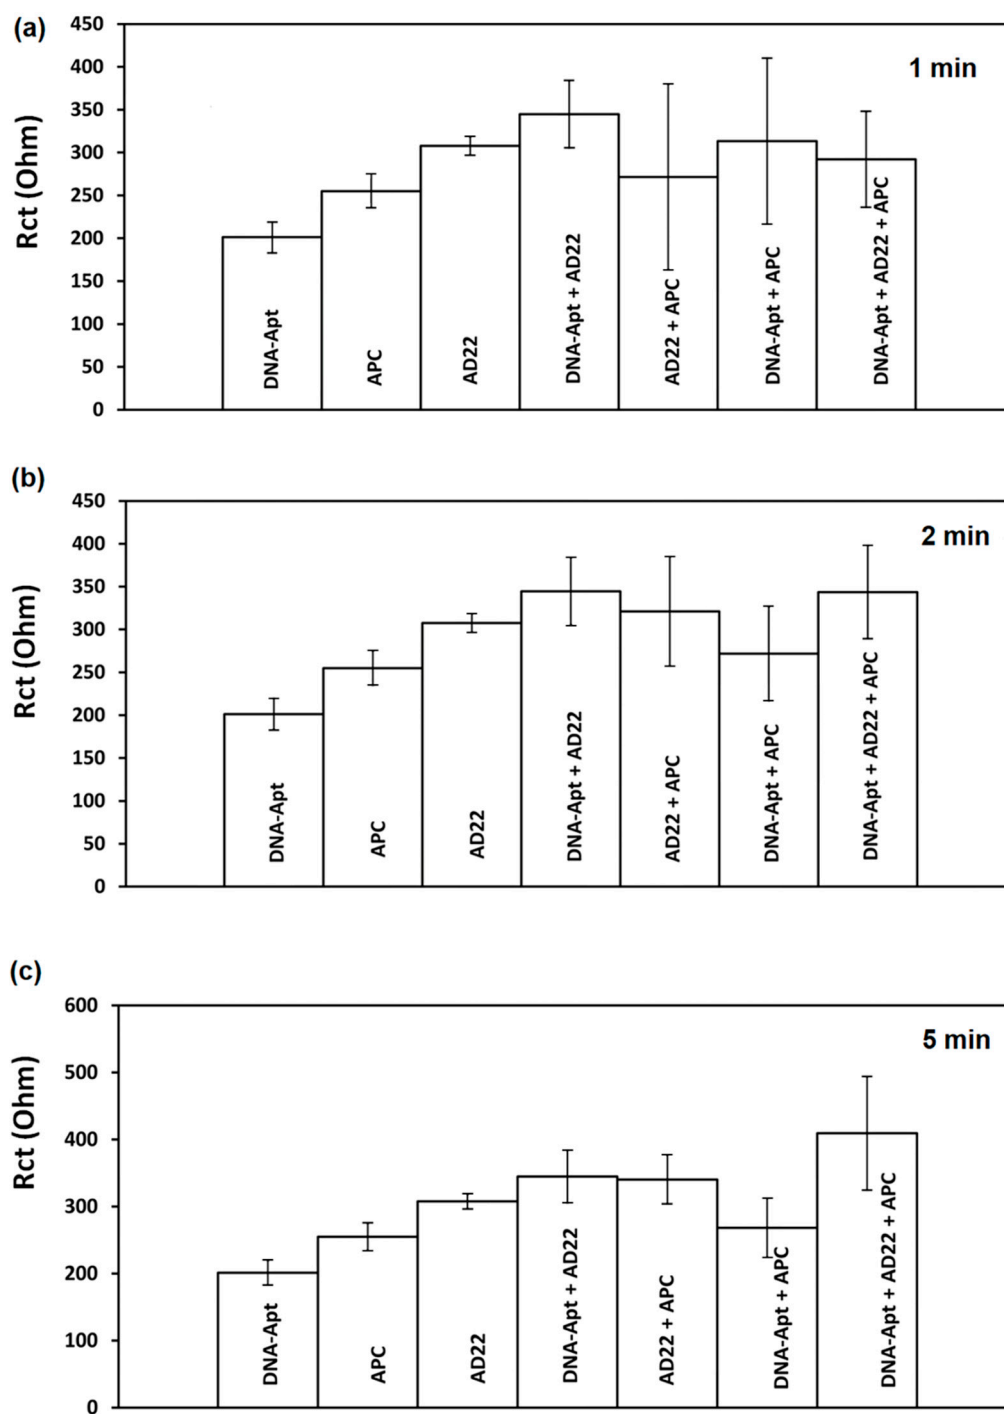 (a)
450
400
350
300
250
200
150
100
50
0
Rct (Ohm)
1 min
DNA-Apt
APC
AD22
DNA-Apt + AD22
AD22 + APC
DNA-Apt + APC
DNA-Apt + AD22 + APC
(b)
450
400
350
300
250
200
150
100
50
0
Rct (Ohm)
2 min
DNA-Apt
APC
AD22
DNA-Apt + AD22
AD22 + APC
DNA-Apt + APC
DNA-Apt + AD22 + APC
(c)
600
500
400
300
200
100
0
Rct (Ohm)
5 min
DNA-Apt
APC
AD22
DNA-Apt + AD22
AD22 + APC
DNA-Apt + APC
DNA-Apt + AD22 + APC